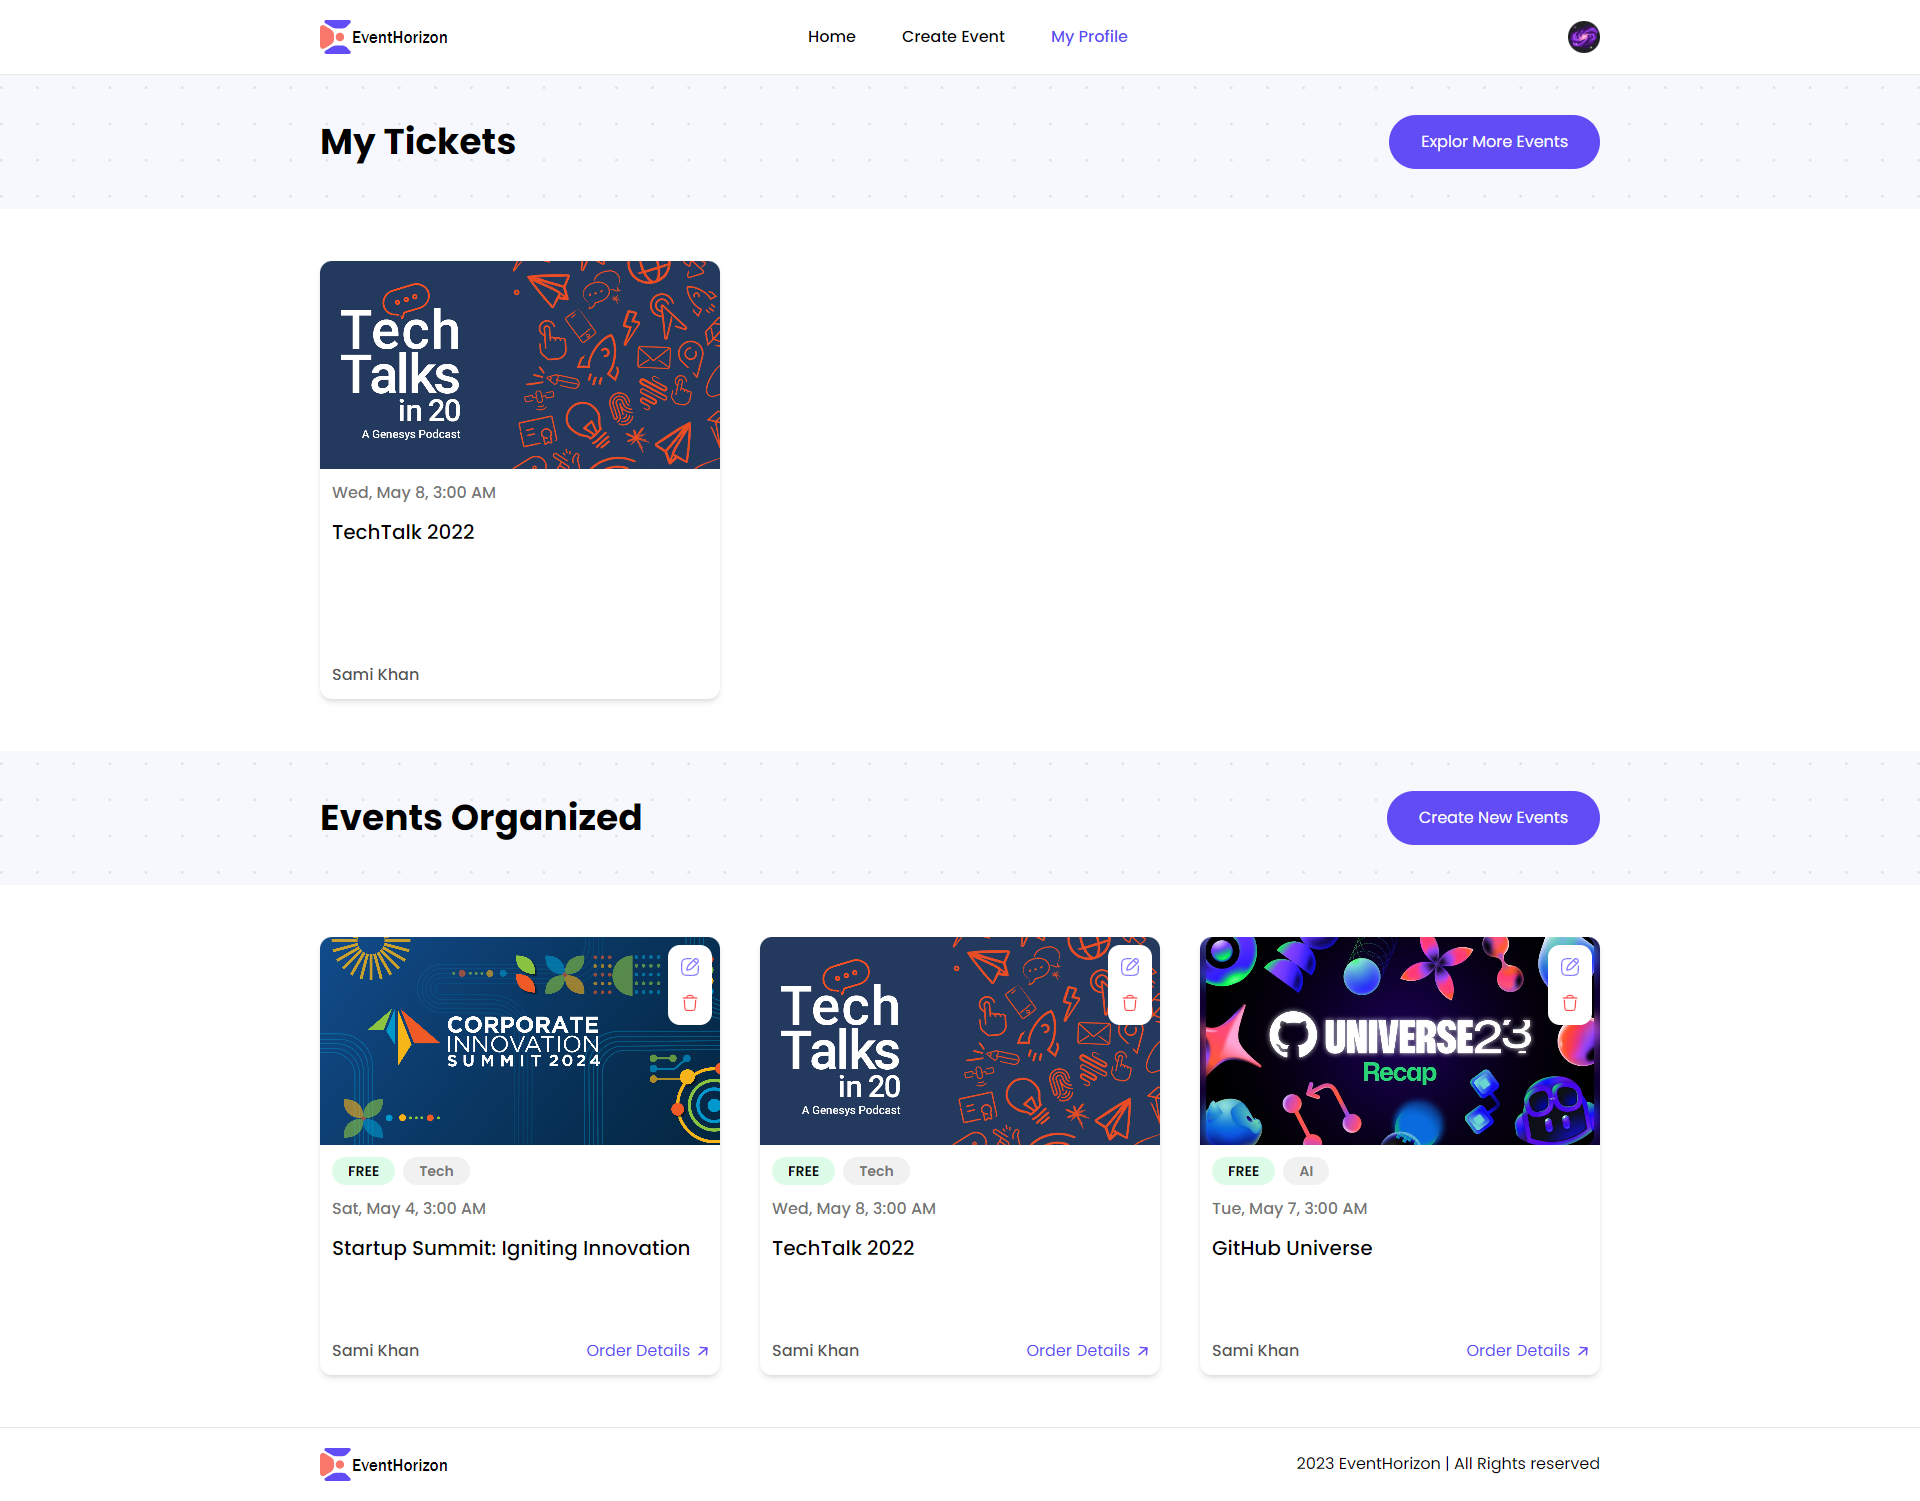 EventHorizon
Home
Create Event
My Profile
My Tickets
Explor More Events
Tech
Talks
in 20
A Genesys Podcast
Wed, May 8, 3:00 AM
TechTalk 2022
Sami Khan
Events Organized
Create New Events
CORPORATE
INNOVATION
SUMMIT 2024
FREE
Tech
Sat, May 4, 3:00 AM
Startup Summit: Igniting Innovation
Sami Khan
Order Details
Tech
Talks
in 20
A Genesys Podcast
FREE
Tech
Wed, May 8, 3:00 AM
TechTalk 2022
Sami Khan
Order Details
UNIVERSE23
Recap
FREE
AI
Tue, May 7, 3:00 AM
GitHub Universe
Sami Khan
Order Details
EventHorizon
2023 EventHorizon | All Rights reserved